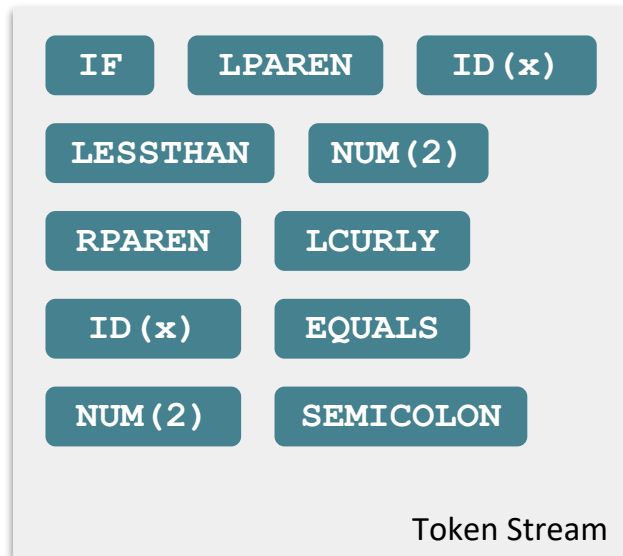 IF LPAREN ID(x)
LESSTHAN NUM(2)
RPAREN LCURLY
ID(x) EQUALS
NUM(2) SEMICOLON
Token Stream